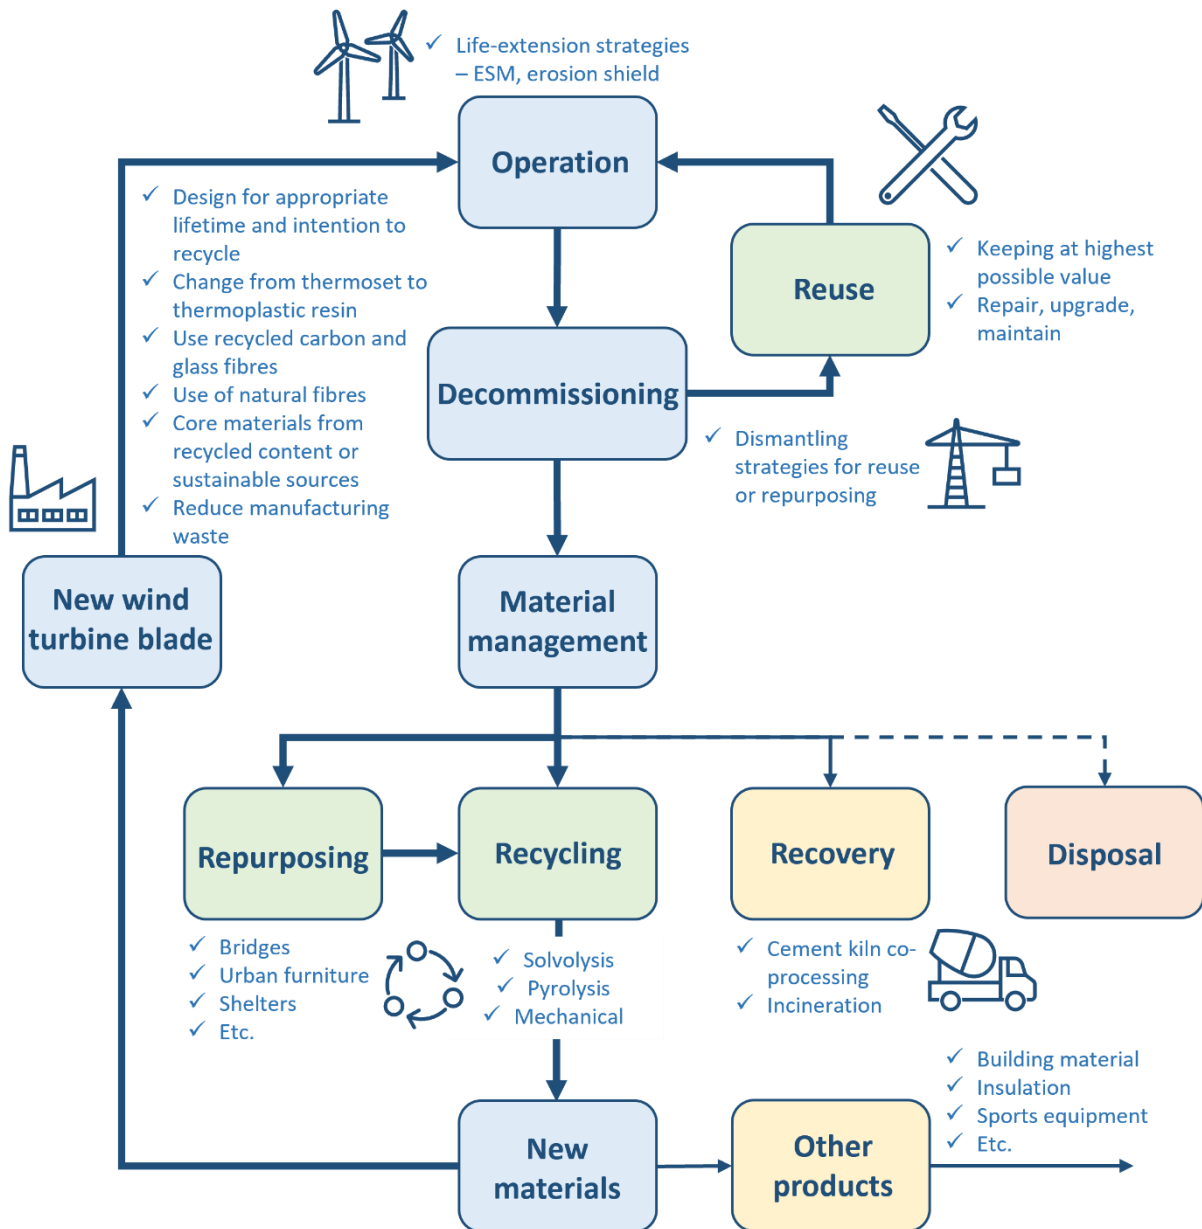 ✓ Life-extension strategies
– ESM, erosion shield
Operation
✓ Design for appropriate
lifetime and intention to
recycle
✓ Change from thermoset to
thermoplastic resin
✓ Use recycled carbon and
glass fibres
✓ Use of natural fibres
✓ Core materials from
recycled content or
sustainable sources
✓ Reduce manufacturing
waste
Reuse
✓ Keeping at highest
possible value
✓ Repair, upgrade,
maintain
Decommissioning
✓ Dismantling
strategies for reuse
or repurposing
New wind
turbine blade
Material
management
Repurposing
Recycling
Recovery
Disposal
✓ Bridges
✓ Urban furniture
✓ Shelters
✓ Etc.
✓ Solvolysis
✓ Pyrolysis
✓ Mechanical
✓ Cement kiln co-
processing
✓ Incineration
New
materials
Other
products
✓ Building material
✓ Insulation
✓ Sports equipment
✓ Etc.